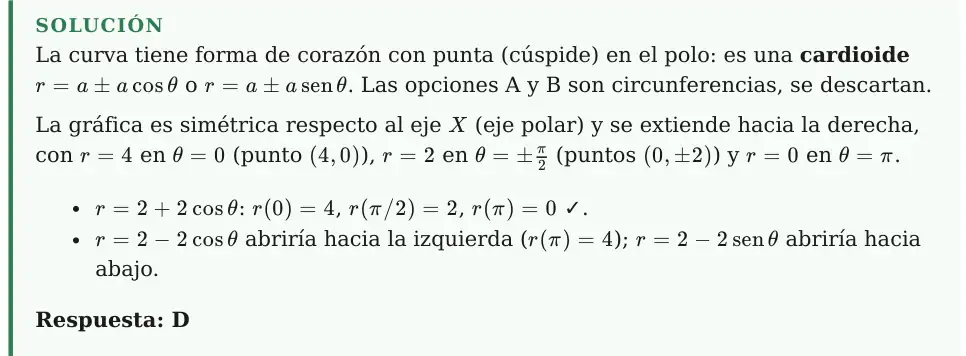 SOLUCIÓN
La curva tiene forma de corazón con punta (cúspide) en el polo: es una cardioide
r = a ± a cos θ o r = a ± a sen θ. Las opciones A y B son circunferencias, se descartan.
La gráfica es simétrica respecto al eje X (eje polar) y se extiende hacia la derecha,
con r = 4 en θ = 0 (punto (4, 0)), r = 2 en θ = ±π/2 (puntos (0, ±2)) y r = 0 en θ = π.
• r = 2 + 2 cos θ: r(0) = 4, r(π/2) = 2, r(π) = 0 ✓.
• r = 2 − 2 cos θ abriría hacia la izquierda (r(π) = 4); r = 2 − 2 sen θ abriría hacia
abajo.
Respuesta: D